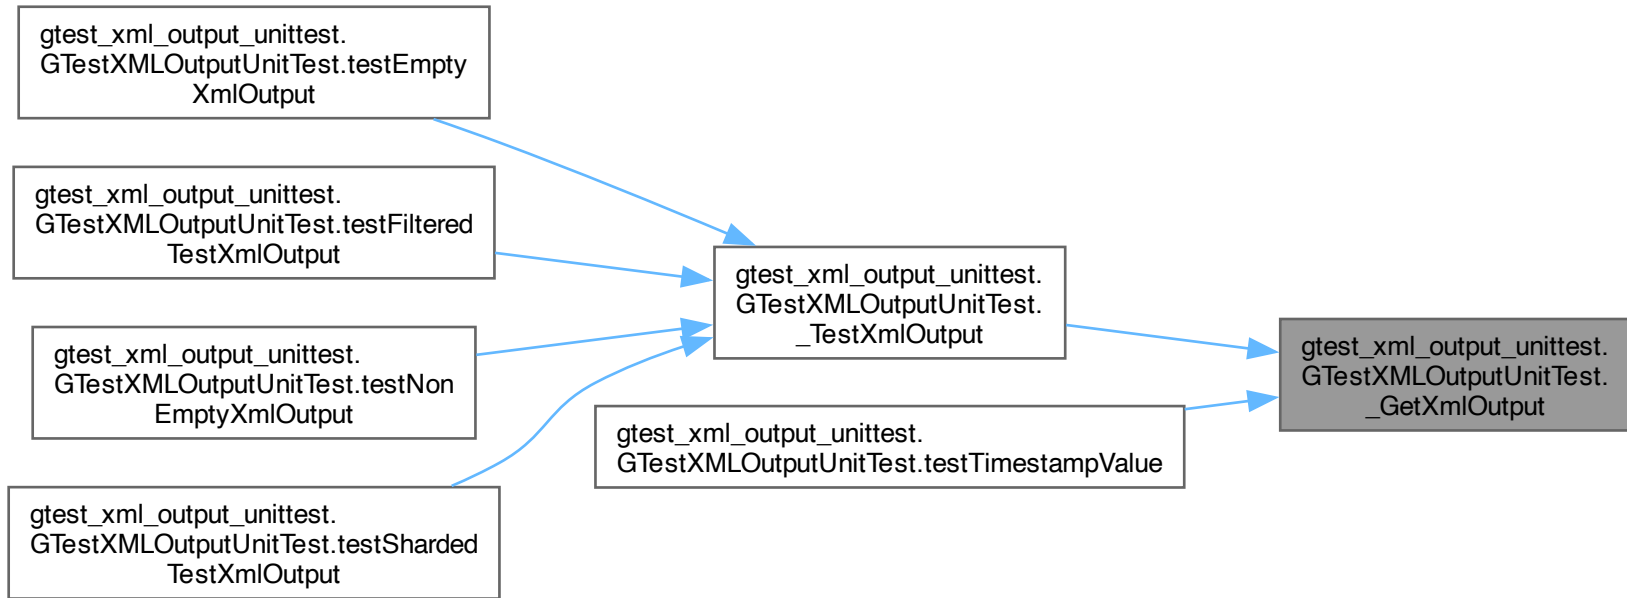 gtest_xml_output_unittest.
GTestXMLOutputUnitTest.testEmpty
XmlOutput
gtest_xml_output_unittest.
GTestXMLOutputUnitTest.testFiltered
TestXmlOutput
gtest_xml_output_unittest.
GTestXMLOutputUnitTest.testNon
EmptyXmlOutput
gtest_xml_output_unittest.
GTestXMLOutputUnitTest.testSharded
TestXmlOutput
gtest_xml_output_unittest.
GTestXMLOutputUnitTest.
_TestXmlOutput
gtest_xml_output_unittest.
GTestXMLOutputUnitTest.testTimestampValue
gtest_xml_output_unittest.
GTestXMLOutputUnitTest.
_GetXmlOutput